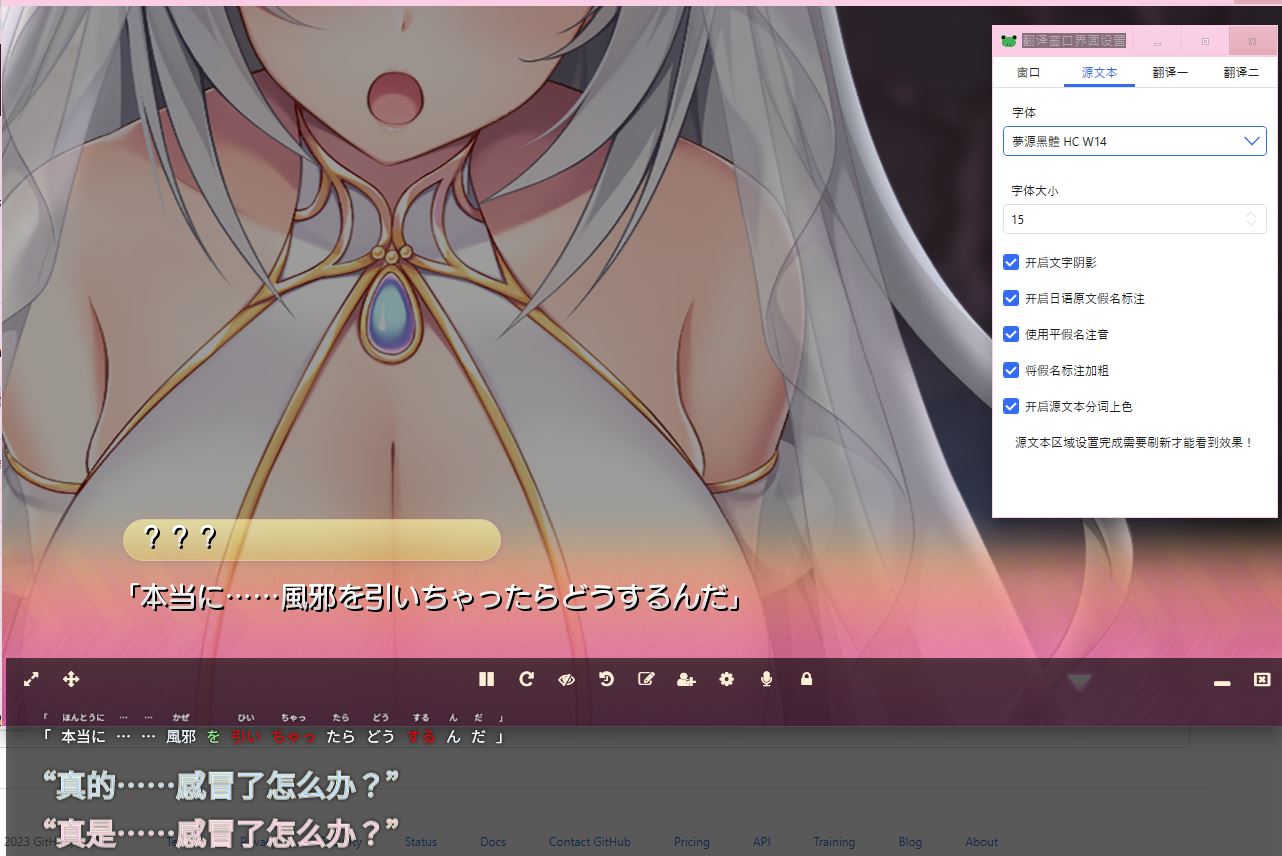 翻译窗口界面设置
窗口 源文本 翻译一 翻译二
字体
夢源黑體 HC W14
字体大小
15
开启文字阴影
开启日语原文假名标注
使用平假名注音
将假名标注加粗
开启源文本分词上色
源文本区域设置完成需要刷新才能看到效果！
？？？
「本当に……風邪を引いちゃったらどうするんだ」
「 ほんとうに … … かぜ ひい ちゃっ たら どう する ん だ 」
「 本当に … … 風邪 を 引い ちゃっ たら どう する ん だ 」
“真的……感冒了怎么办？”
“真是……感冒了怎么办？”
2023 GitH Status Docs Contact GitHub Pricing API Training Blog About